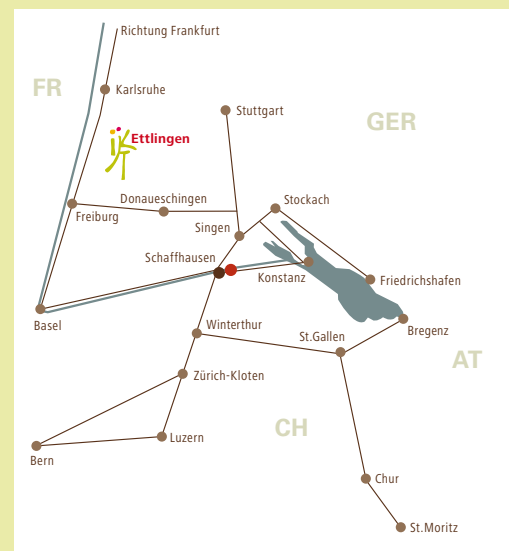 Richtung Frankfurt
FR
Karlsruhe
Stuttgart
GER
Ettlingen
Donaueschingen
Stockach
Freiburg
Singen
Schaffhausen
Konstanz
Friedrichshafen
Basel
Winterthur
St.Gallen
Bregenz
AT
Zürich-Kloten
CH
Luzern
Bern
Chur
St.Moritz